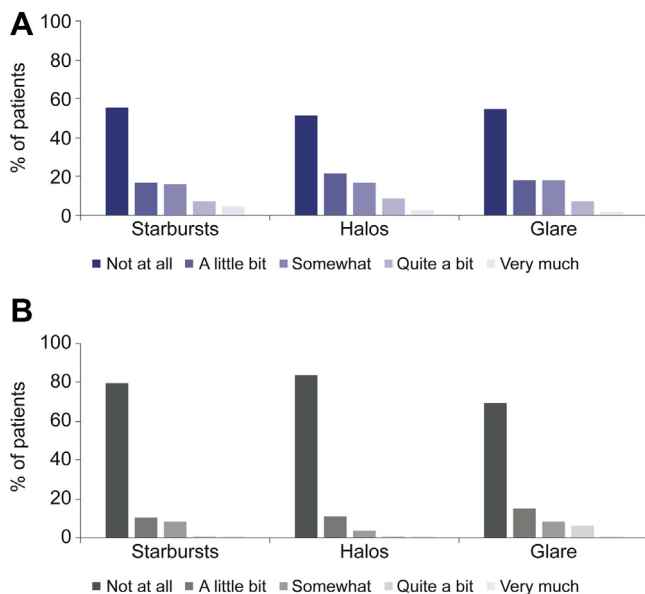 A
100
80
60
40
20
0
% of patients
Starbursts Halos Glare
Not at all A little bit Somewhat Quite a bit Very much
B
100
80
60
40
20
0
% of patients
Starbursts Halos Glare
Not at all A little bit Somewhat Quite a bit Very much